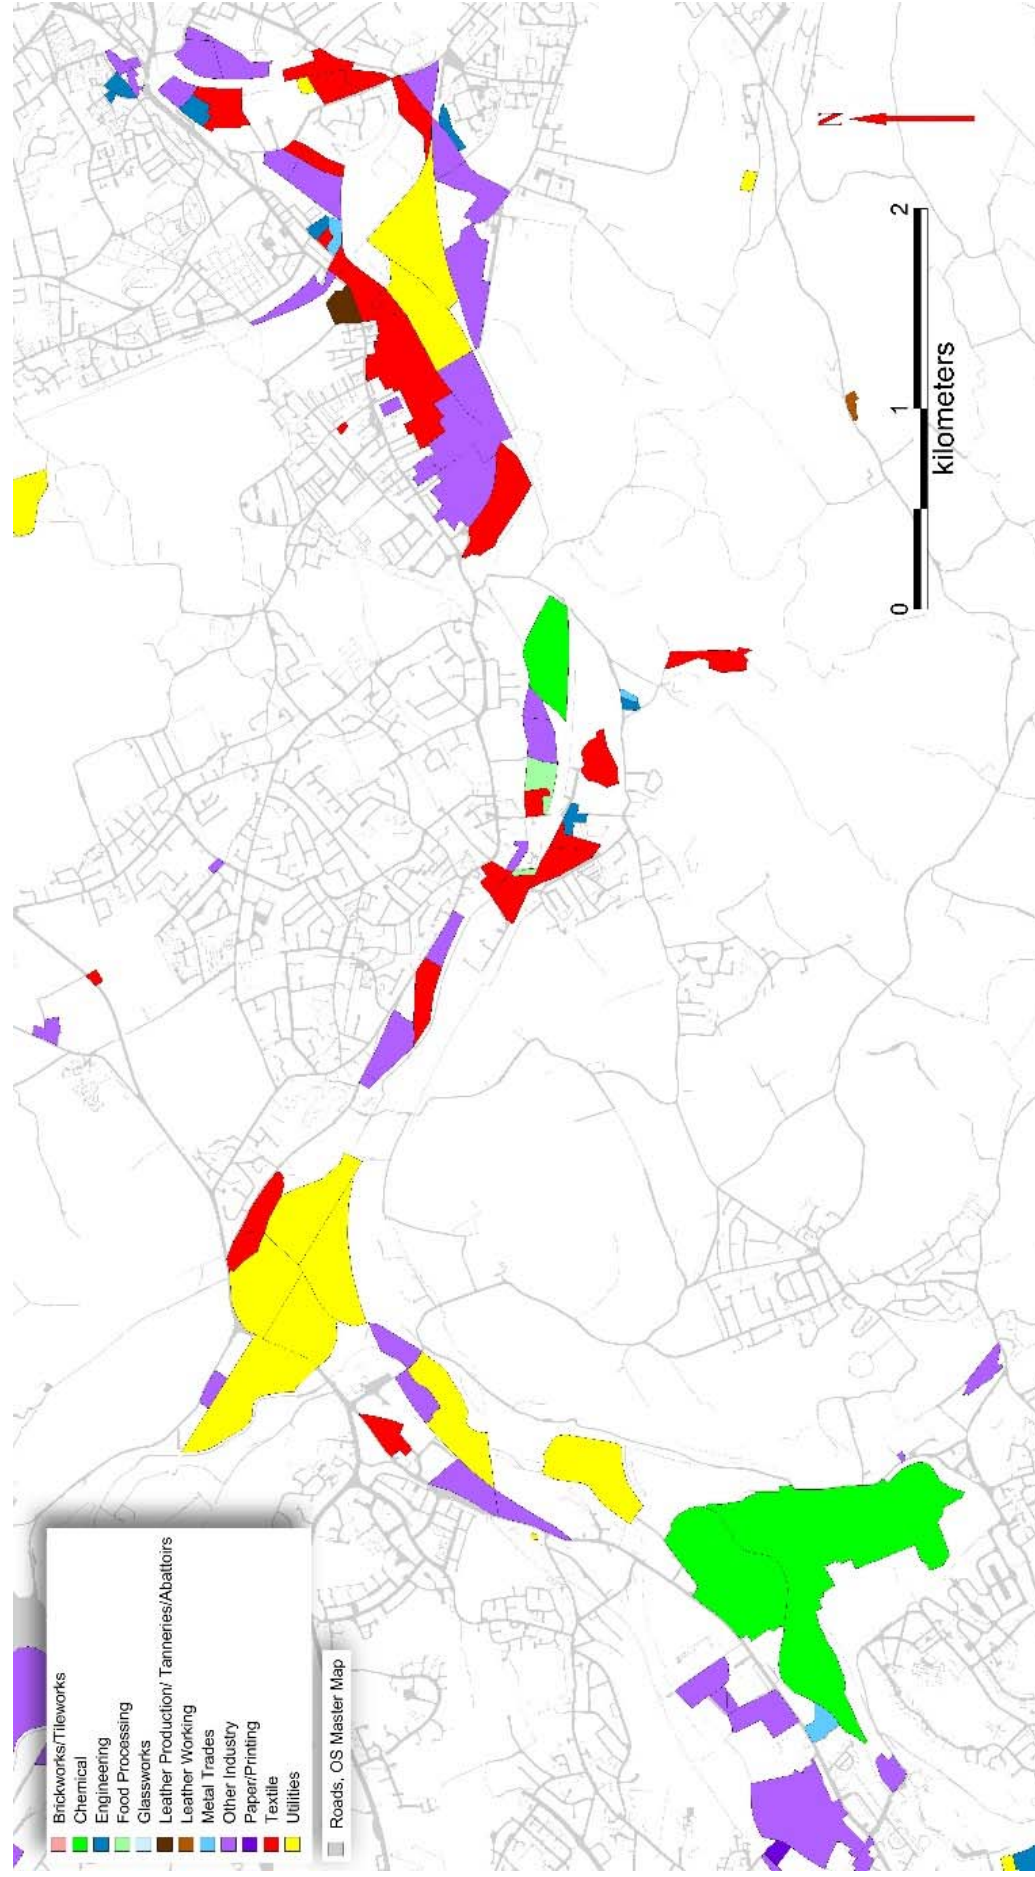 Brickworks/Tileworks
Chemical
Engineering
Food Processing
Glassworks
Leather Production/ Tanneries/Abattoirs
Leather Working
Metal Trades
Other Industry
Paper/Printing
Textile
Utilities
Roads, OS Master Map
N
0 1 2
kilometers